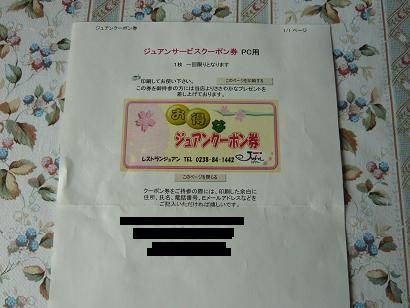 ジュアンクーポン券
1/1 ページ
ジュアンサービスクーポン券 PC用
1枚 一回限りとなります
印刷してお使い下さい。
このページを印刷する
この券を御持参の方には当店よりささやかなプレゼントを
差し上げております。
お得な
ジュアンクーポン券
レストランジュアン TEL 0238-84-1442
このページを閉じる
クーポン券をご持参の際には、印刷した余白に
住所、氏名、電話番号、Eメールアドレスなどを
ご記入いただければ嬉しいです。